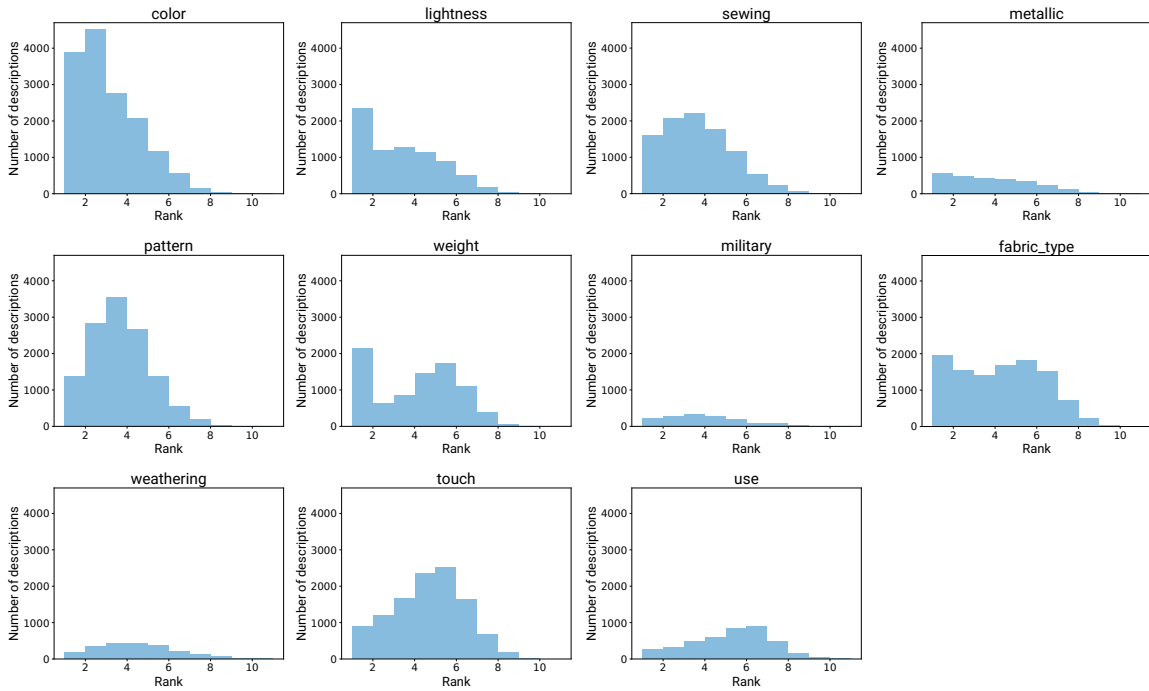 color
Number of descriptions
4000
3000
2000
1000
0
2 4 6 8 10
Rank
lightness
Number of descriptions
4000
3000
2000
1000
0
2 4 6 8 10
Rank
sewing
Number of descriptions
4000
3000
2000
1000
0
2 4 6 8 10
Rank
metallic
Number of descriptions
4000
3000
2000
1000
0
2 4 6 8 10
Rank
pattern
Number of descriptions
4000
3000
2000
1000
0
2 4 6 8 10
Rank
weight
Number of descriptions
4000
3000
2000
1000
0
2 4 6 8 10
Rank
military
Number of descriptions
4000
3000
2000
1000
0
2 4 6 8 10
Rank
fabric_type
Number of descriptions
4000
3000
2000
1000
0
2 4 6 8 10
Rank
weathering
Number of descriptions
4000
3000
2000
1000
0
2 4 6 8 10
Rank
touch
Number of descriptions
4000
3000
2000
1000
0
2 4 6 8 10
Rank
use
Number of descriptions
4000
3000
2000
1000
0
2 4 6 8 10
Rank